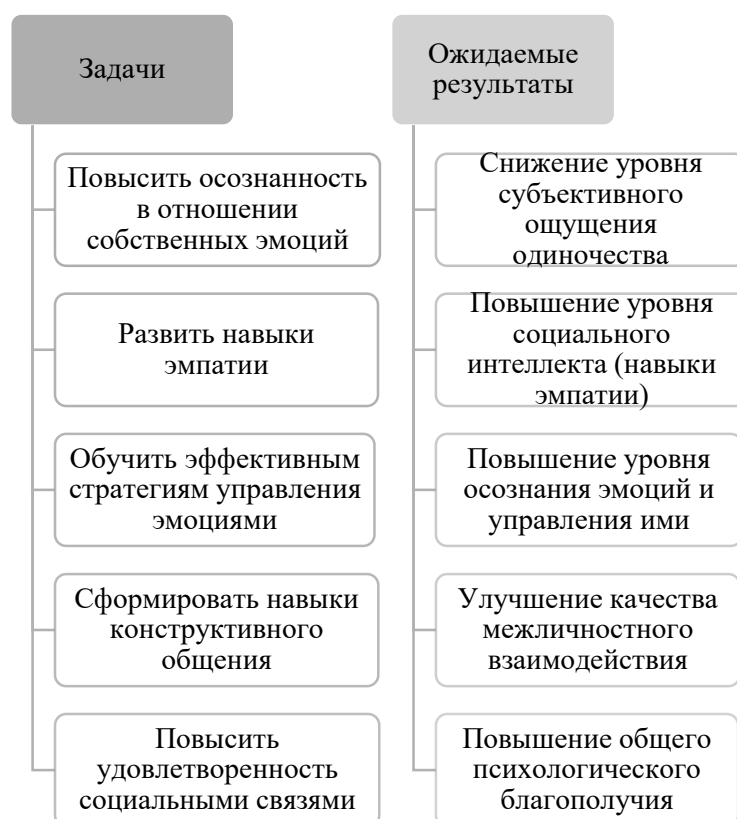 Задачи
Повысить осознанность
в отношении
собственных эмоций
Развить навыки
эмпатии
Обучить эффективным
стратегиям управления
эмоциями
Сформировать навыки
конструктивного
общения
Повысить
удовлетворенность
социальными связями
Ожидаемые
результаты
Снижение уровня
субъективного
ощущения
одиночества
Повышение уровня
социального
интеллекта (навыки
эмпатии)
Повышение уровня
осознания эмоций и
управления ими
Улучшение качества
межличностного
взаимодействия
Повышение общего
психологического
благополучия